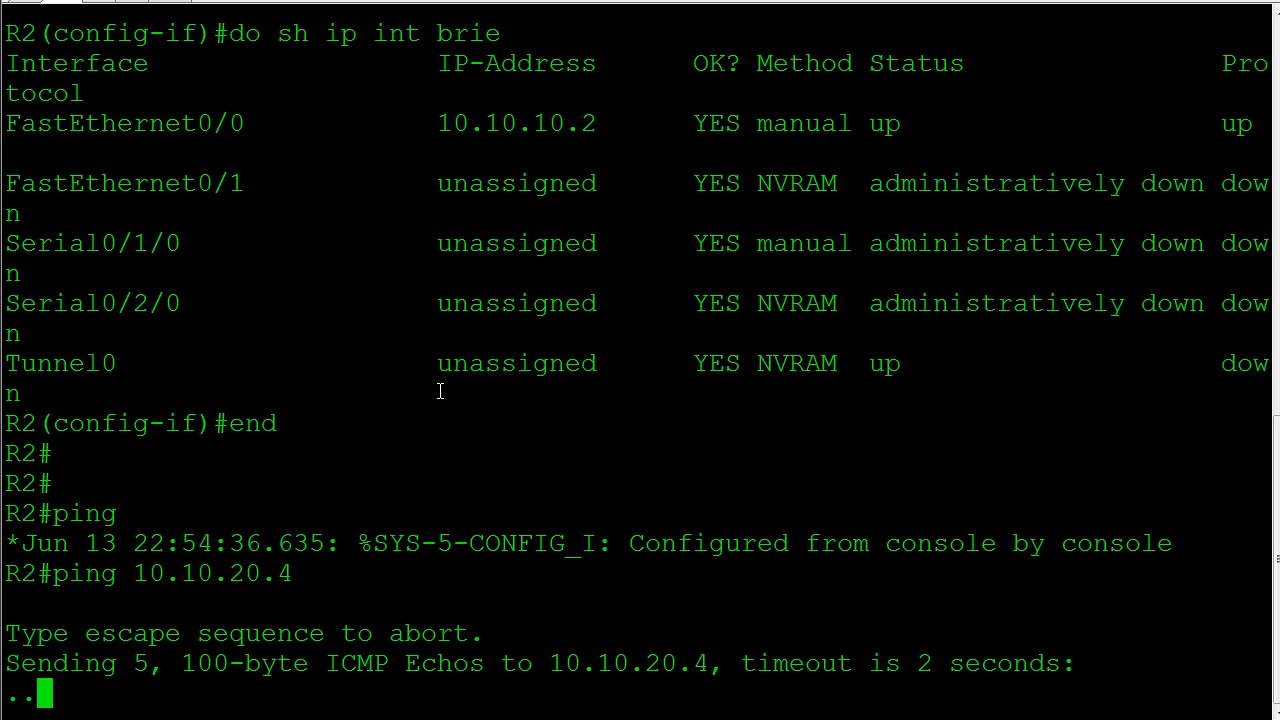 R2(config-if)#do sh ip int brie
Interface                  IP-Address      OK? Method Status                Pro
tocol
FastEthernet0/0            10.10.10.2      YES manual up                    up
FastEthernet0/1            unassigned      YES NVRAM  administratively down dow
n
Serial0/1/0                unassigned      YES manual administratively down dow
n
Serial0/2/0                unassigned      YES NVRAM  administratively down dow
n
Tunnel0                    unassigned      YES NVRAM  up                    dow
n
R2(config-if)#end
R2#
R2#
R2#ping
*Jun 13 22:54:36.635: %SYS-5-CONFIG_I: Configured from console by console
R2#ping 10.10.20.4
Type escape sequence to abort.
Sending 5, 100-byte ICMP Echos to 10.10.20.4, timeout is 2 seconds:
..